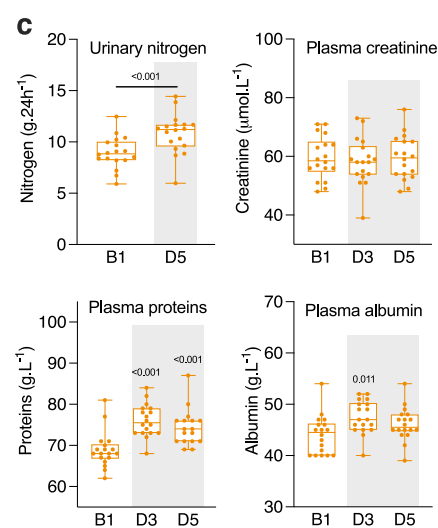 C
Urinary nitrogen
Nitrogen (g.24h⁻¹)
20
15
10
5
0
<0.001
B1 D5
Plasma creatinine
Creatinine (µmol.L⁻¹)
100
80
60
40
B1 D3 D5
Plasma proteins
Proteins (g.L⁻¹)
100
90
80
70
60
<0.001
<0.001
B1 D3 D5
Plasma albumin
Albumin (g.L⁻¹)
70
60
50
40
30
0.011
B1 D3 D5